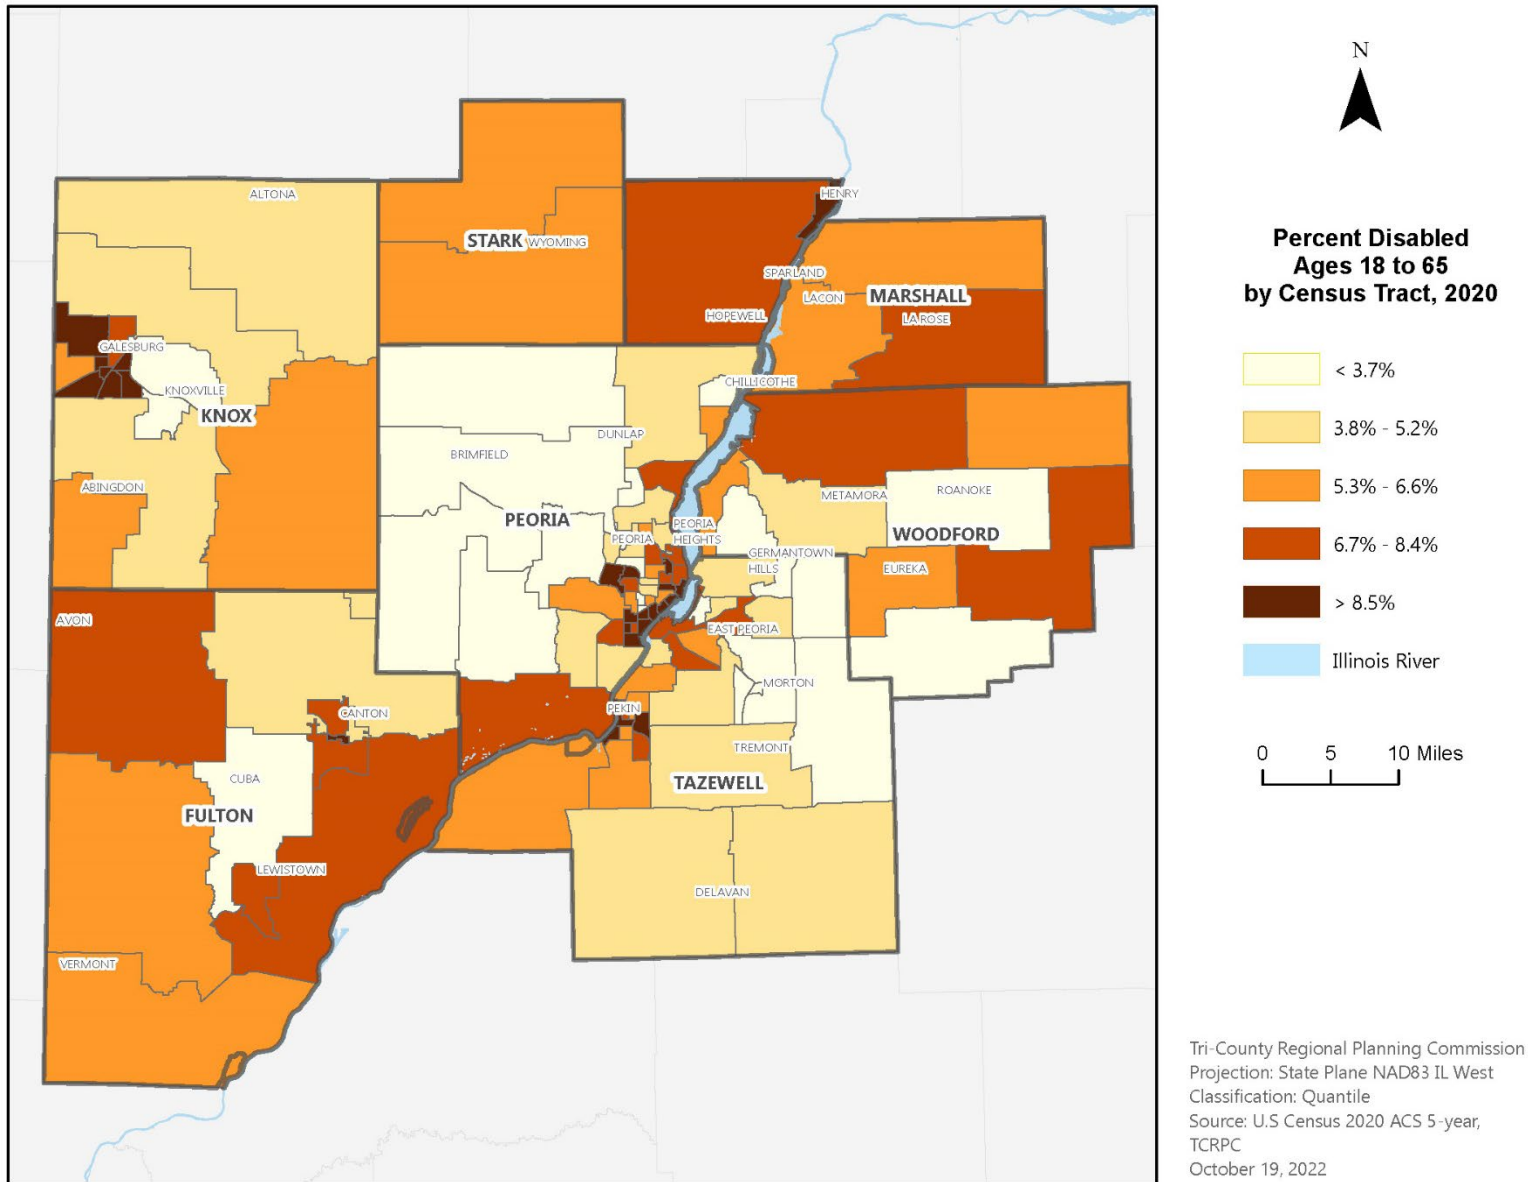 N
Percent Disabled
Ages 18 to 65
by Census Tract, 2020
< 3.7%
3.8% - 5.2%
5.3% - 6.6%
6.7% - 8.4%
> 8.5%
Illinois River
0 5 10 Miles
ALTONA
HENRY
STARK WYOMING
SPARLAND
LACON
MARSHALL
HOPEWELL
LA ROSE
GALESBURG
CHILLICOTHE
KNOXVILLE
KNOX
DUNLAP
BRIMFIELD
ABINGDON
METAMORA
ROANOKE
PEORIA
PEORIA
HEIGHTS
PEORIA
WOODFORD
GERMANTOWN
HILLS
EUREKA
AVON
EAST PEORIA
MORTON
CANTON
PEKIN
TREMONT
CUBA
TAZEWELL
FULTON
LEWISTOWN
DELAVAN
VERMONT
Tri-County Regional Planning Commission
Projection: State Plane NAD83 IL West
Classification: Quantile
Source: U.S Census 2020 ACS 5-year,
TCRPC
October 19, 2022